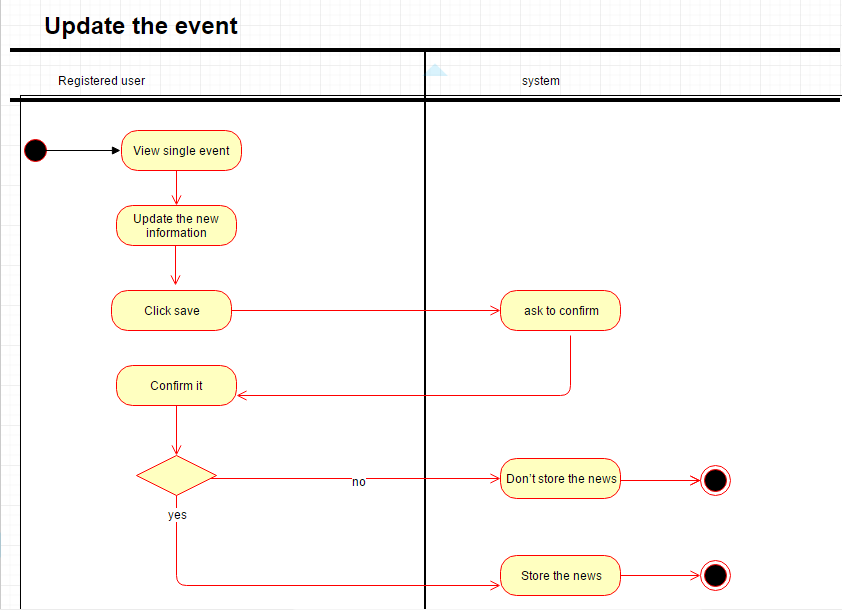 Update the event
Registered user
system
View single event
Update the new
information
Click save
ask to confirm
Confirm it
no
Don't store the news
yes
Store the news